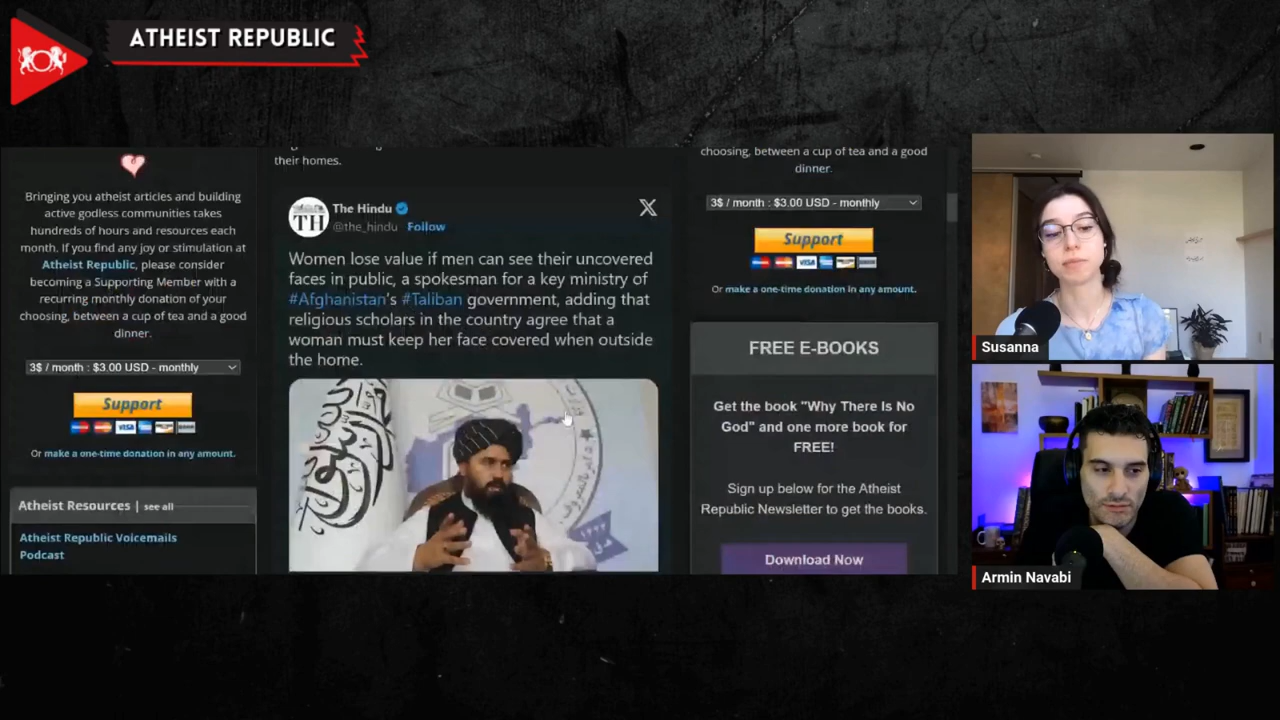 ATHEIST REPUBLIC
Bringing you atheist articles and building
active godless communities takes
hundreds of hours and resources each
month. If you find any joy or stimulation at
Atheist Republic, please consider
becoming a Supporting Member with a
recurring monthly donation of your
choosing, between a cup of tea and a good
dinner.
3$ / month : $3.00 USD - monthly
Support
VISA
Or make a one-time donation in any amount.
Atheist Resources | see all
Atheist Republic Voicemails
Podcast
their homes.
TH
The Hindu
@the_hindu Follow
Women lose value if men can see their uncovered
faces in public, a spokesman for a key ministry of
#Afghanistan's #Taliban government, adding that
religious scholars in the country agree that a
woman must keep her face covered when outside
the home.
choosing, between a cup of tea and a good
dinner.
3$ / month : $3.00 USD - monthly
Support
VISA
Or make a one-time donation in any amount.
FREE E-BOOKS
Get the book "Why There Is No
God" and one more book for
FREE!
Sign up below for the Atheist
Republic Newsletter to get the books.
Download Now
Susanna
Armin Navabi